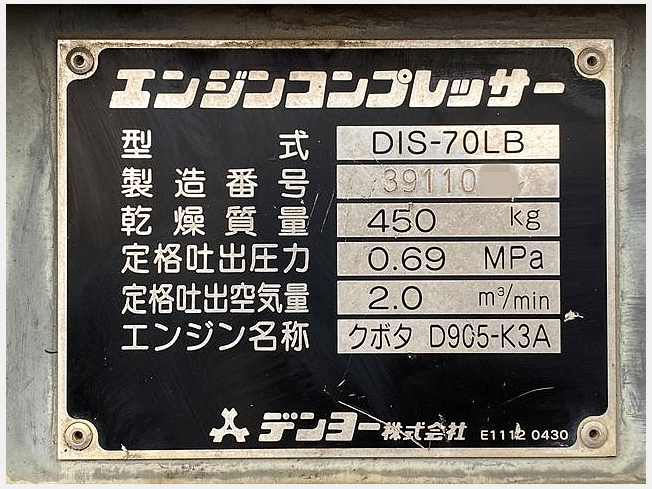 エンジンコンプレッサー
型式 DIS-70LB
製造番号 39110
乾燥質量 450 kg
定格吐出圧力 0.69 MPa
定格吐出空気量 2.0 m³/min
エンジン名称 クボタ D905-K3A
デンヨー株式会社 E1112 0430